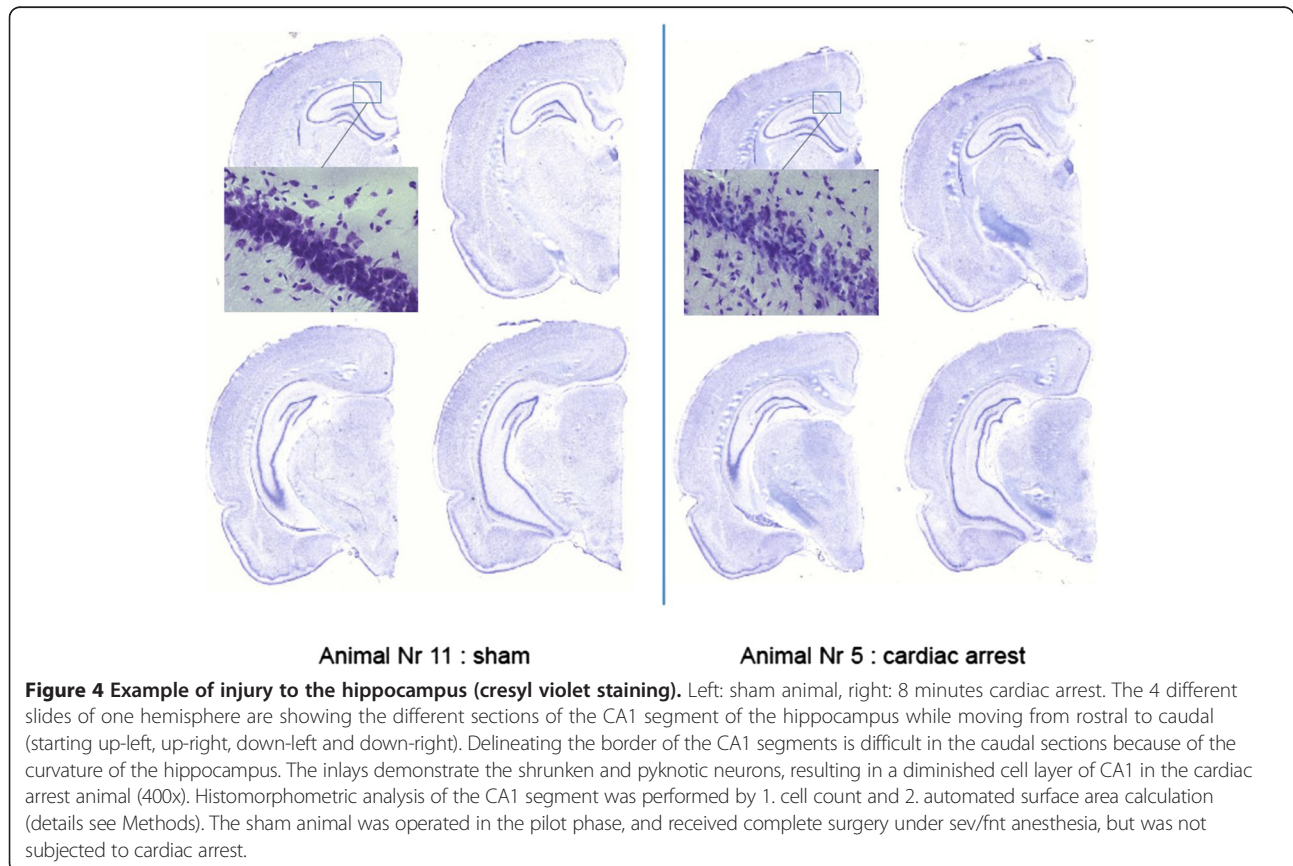 Animal Nr 11 : sham
Animal Nr 5 : cardiac arrest
Figure 4 Example of injury to the hippocampus (cresyl violet staining). Left: sham animal, right: 8 minutes cardiac arrest. The 4 different
slides of one hemisphere are showing the different sections of the CA1 segment of the hippocampus while moving from rostral to caudal
(starting up-left, up-right, down-left and down-right). Delineating the border of the CA1 segments is difficult in the caudal sections because of the
curvature of the hippocampus. The inlays demonstrate the shrunken and pyknotic neurons, resulting in a diminished cell layer of CA1 in the cardiac
arrest animal (400x). Histomorphometric analysis of the CA1 segment was performed by 1. cell count and 2. automated surface area calculation
(details see Methods). The sham animal was operated in the pilot phase, and received complete surgery under sev/fnt anesthesia, but was not
subjected to cardiac arrest.